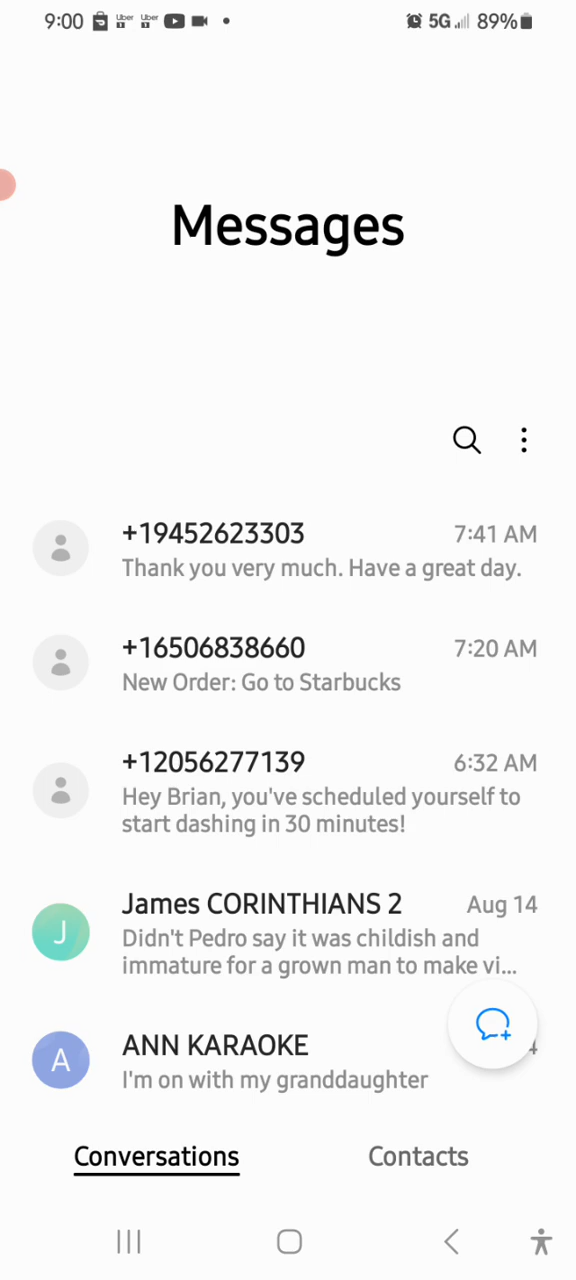 9:00 Uber Uber 5G 89%
Messages
+19452623303 7:41 AM
Thank you very much. Have a great day.
+16506838660 7:20 AM
New Order: Go to Starbucks
+12056277139 6:32 AM
Hey Brian, you've scheduled yourself to
start dashing in 30 minutes!
J James CORINTHIANS 2 Aug 14
Didn't Pedro say it was childish and
immature for a grown man to make vi...
A ANN KARAOKE 4
I'm on with my granddaughter
Conversations Contacts